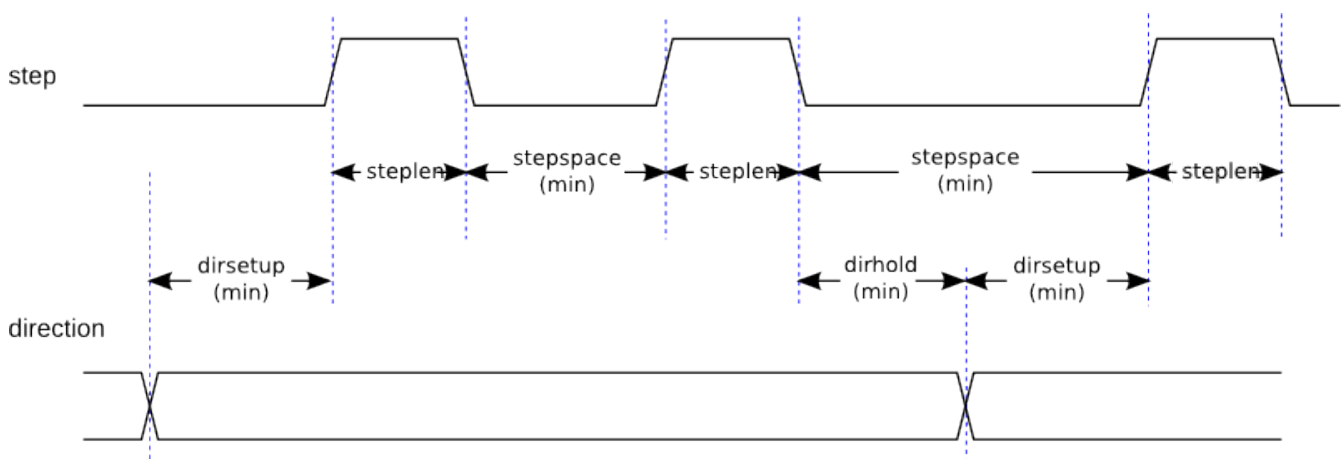 step
steplen
stepspace
(min)
steplen
stepspace
(min)
steplen
dirsetup
(min)
dirhold
(min)
dirsetup
(min)
direction